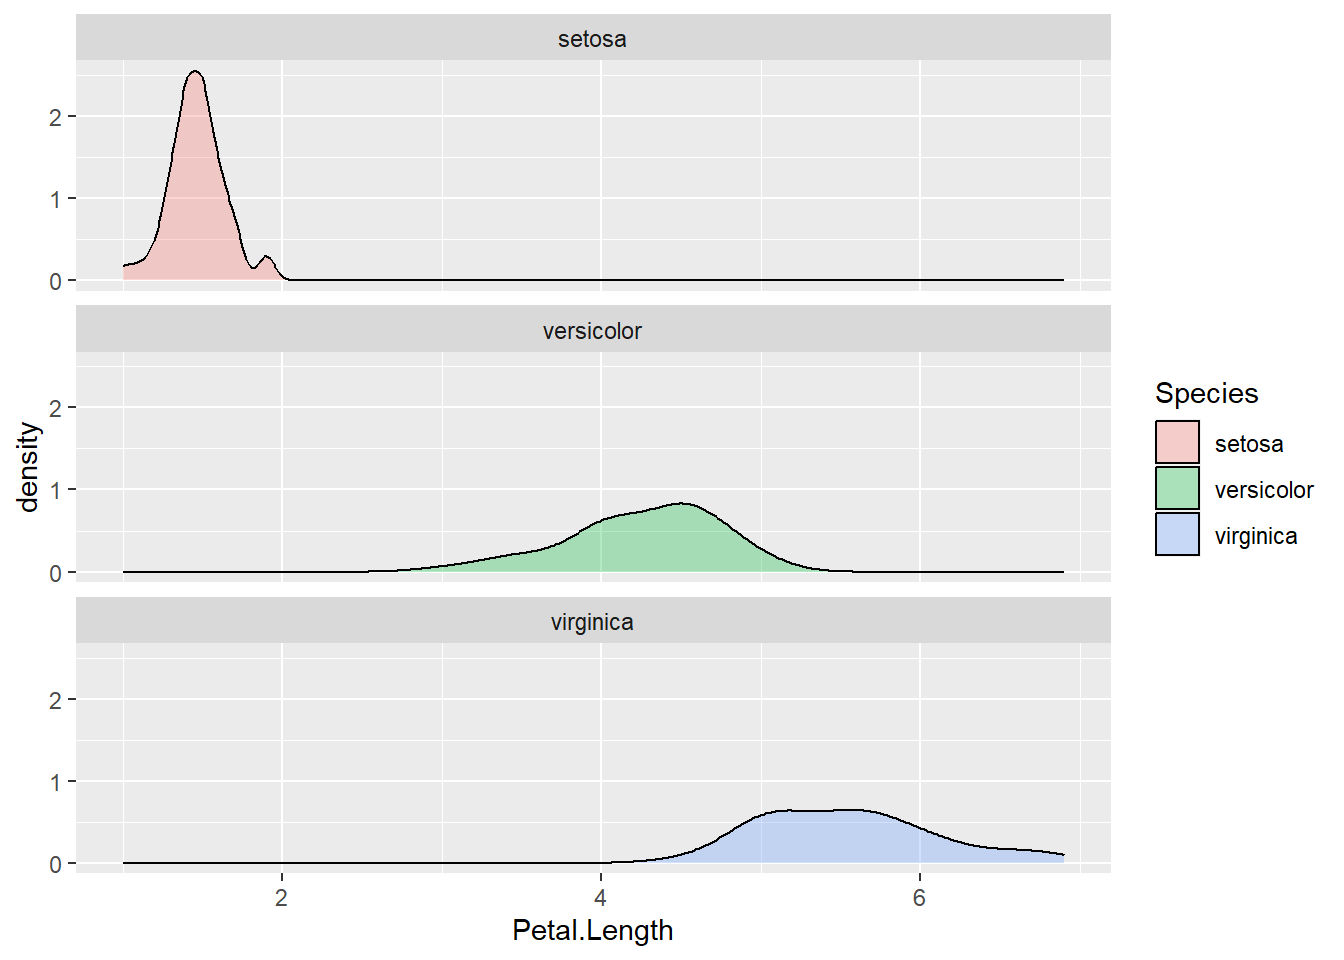 setosa
2
1
0
versicolor
2
1
0
virginica
2
1
0
2 4 6
Petal.Length
density
Species
setosa
versicolor
virginica